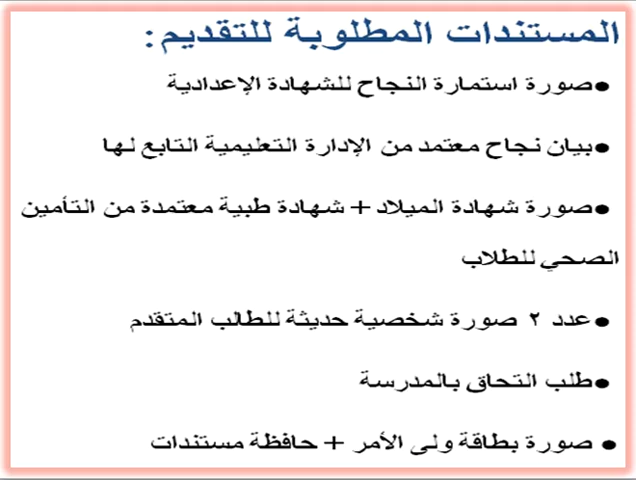 المستندات المطلوبة للتقديم:
●صورة استمارة النجاح للشهادة الإعدادية
●بيان نجاح معتمد من الإدارة التعليمية التابع لها
●صورة شهادة الميلاد + شهادة طبية معتمدة من التأمين
الصحي للطلاب
●عدد ٢ صورة شخصية حديثة للطالب المتقدم
●طلب التحاق بالمدرسة
● صورة بطاقة ولى الأمر + حافظة مستندات